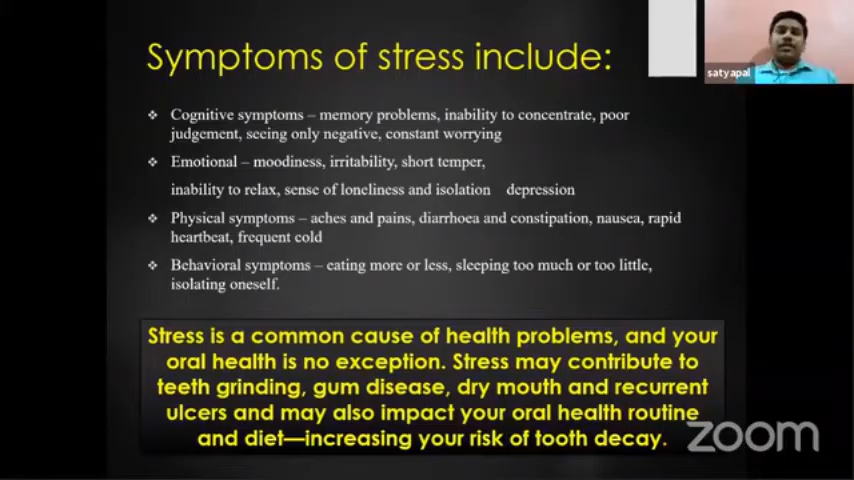 Symptoms of stress include:
satyapal
❖ Cognitive symptoms – memory problems, inability to concentrate, poor
judgement, seeing only negative, constant worrying
❖ Emotional – moodiness, irritability, short temper,
inability to relax, sense of loneliness and isolation depression
❖ Physical symptoms – aches and pains, diarrhoea and constipation, nausea, rapid
heartbeat, frequent cold
❖ Behavioral symptoms – eating more or less, sleeping too much or too little,
isolating oneself.
Stress is a common cause of health problems, and your
oral health is no exception. Stress may contribute to
teeth grinding, gum disease, dry mouth and recurrent
ulcers and may also impact your oral health routine
and diet—increasing your risk of tooth decay.
zoom